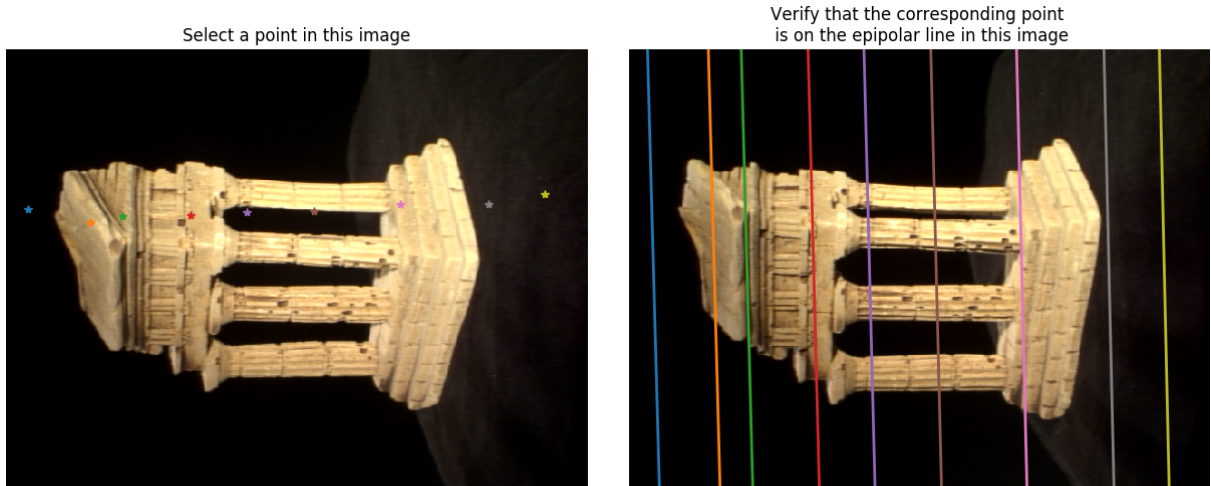 Select a point in this image
Verify that the corresponding point
is on the epipolar line in this image